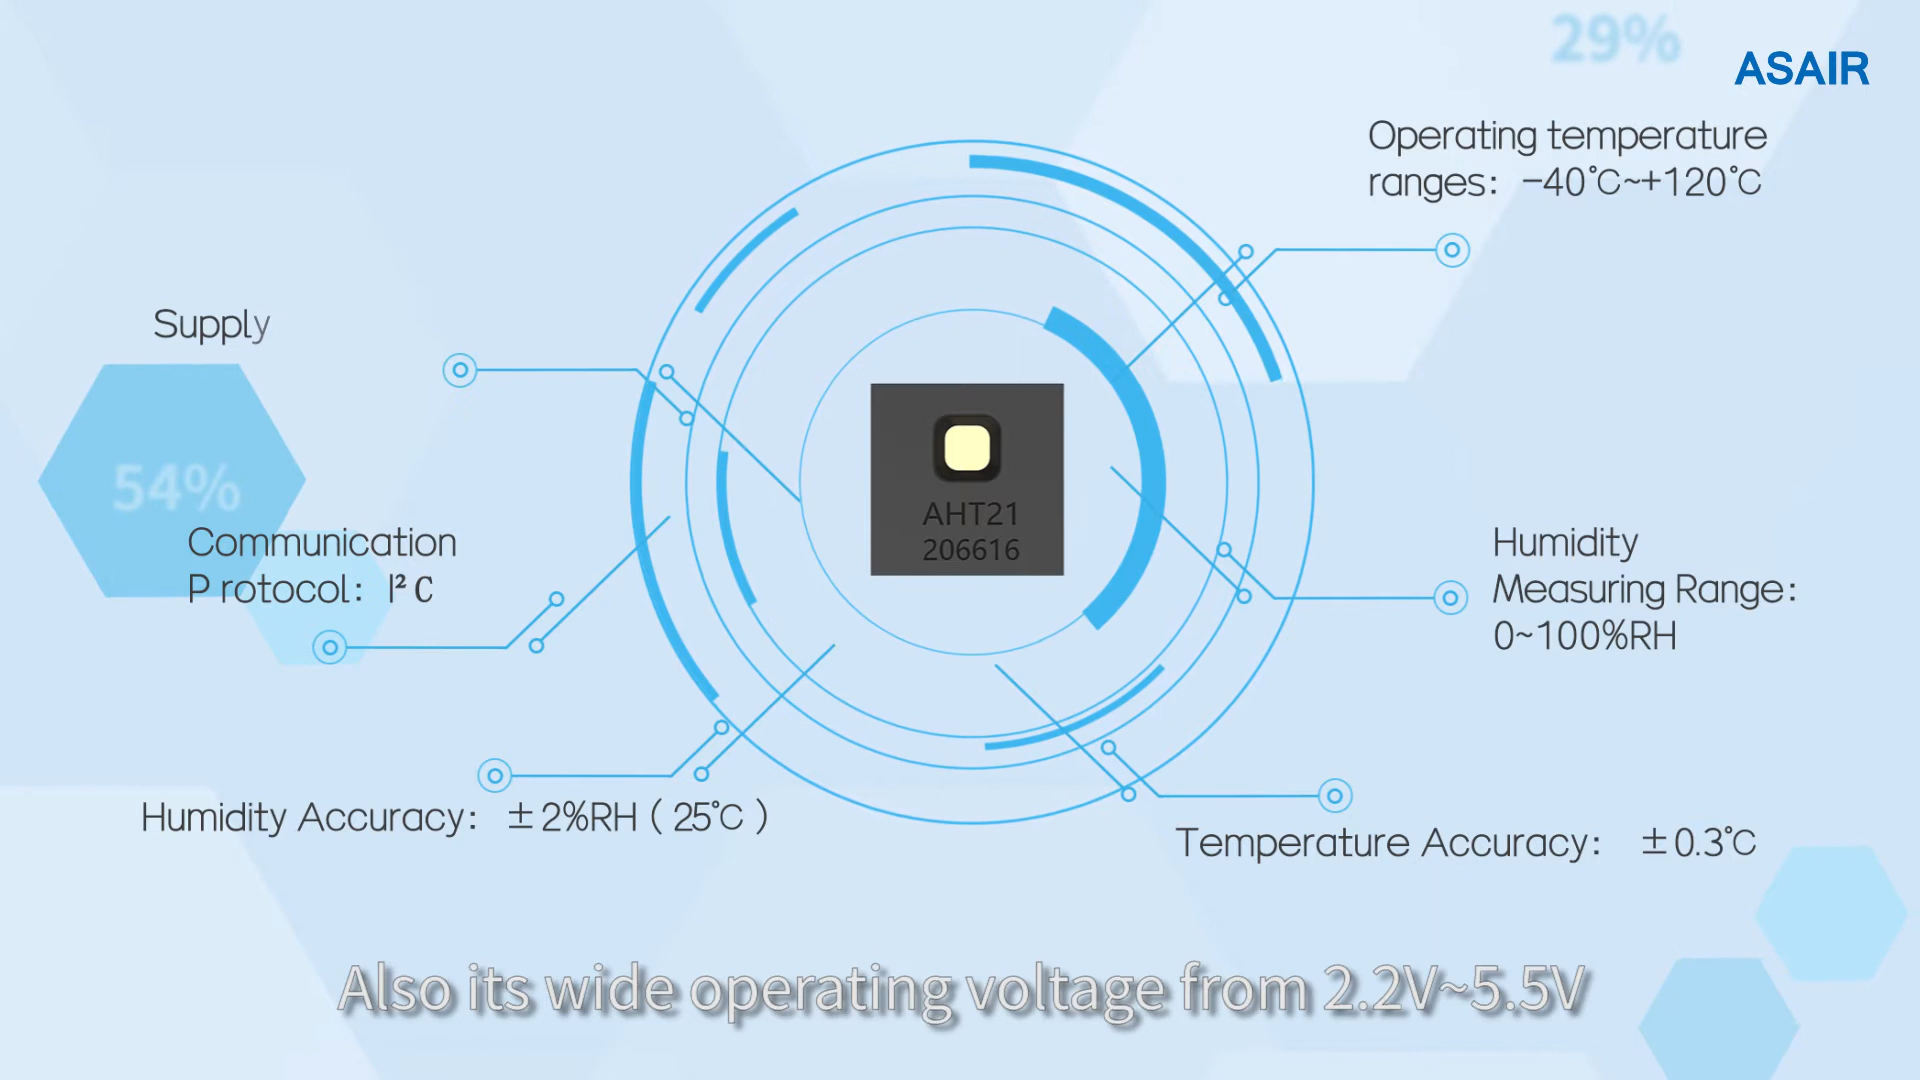 29%
ASAIR
Operating temperature
ranges: -40℃~+120℃
Supply
54%
AHT21
206616
Communication
P rotocol: I² C
Humidity
Measuring Range:
0~100%RH
Humidity Accuracy: ±2%RH ( 25℃ )
Temperature Accuracy: ±0.3℃
Also its wide operating voltage from 2.2V~5.5V